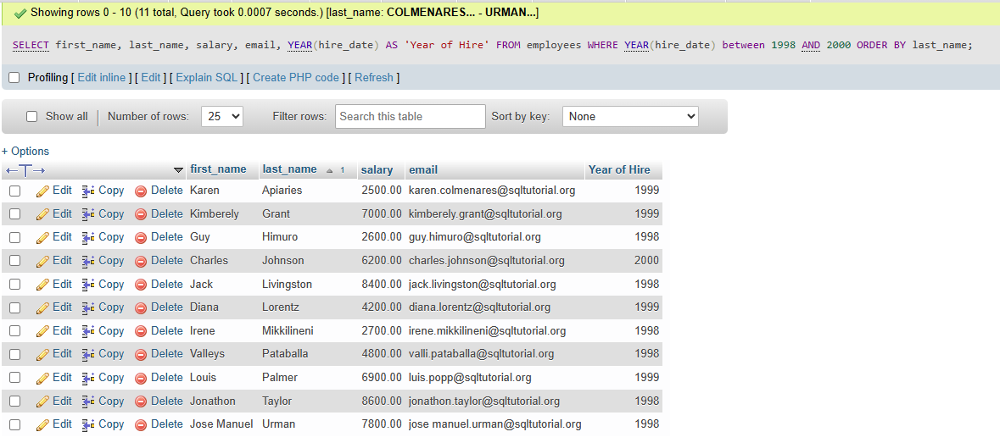 Showing rows 0 - 10 (11 total, Query took 0.0007 seconds.) [last_name: COLMENARES... - URMAN...]
SELECT first_name, last_name, salary, email, YEAR(hire_date) AS 'Year of Hire' FROM employees WHERE YEAR(hire_date) between 1998 AND 2000 ORDER BY last_name;
Profiling [ Edit inline ] [ Edit ] [ Explain SQL ] [ Create PHP code ] [ Refresh ]
Show all Number of rows: 25 Filter rows: Search this table Sort by key: None
+ Options
first_name last_name 1 salary email Year of Hire
Edit Copy Delete Karen Apiaries 2500.00 karen.colmenares@sqltutorial.org 1999
Edit Copy Delete Kimberely Grant 7000.00 kimberely.grant@sqltutorial.org 1999
Edit Copy Delete Guy Himuro 2600.00 guy.himuro@sqltutorial.org 1998
Edit Copy Delete Charles Johnson 6200.00 charles.johnson@sqltutorial.org 2000
Edit Copy Delete Jack Livingston 8400.00 jack.livingston@sqltutorial.org 1998
Edit Copy Delete Diana Lorentz 4200.00 diana.lorentz@sqltutorial.org 1999
Edit Copy Delete Irene Mikkilineni 2700.00 irene.mikkilineni@sqltutorial.org 1998
Edit Copy Delete Valleys Pataballa 4800.00 valli.pataballa@sqltutorial.org 1998
Edit Copy Delete Louis Palmer 6900.00 luis.popp@sqltutorial.org 1999
Edit Copy Delete Jonathon Taylor 8600.00 jonathon.taylor@sqltutorial.org 1998
Edit Copy Delete Jose Manuel Urman 7800.00 jose manuel.urman@sqltutorial.org 1998